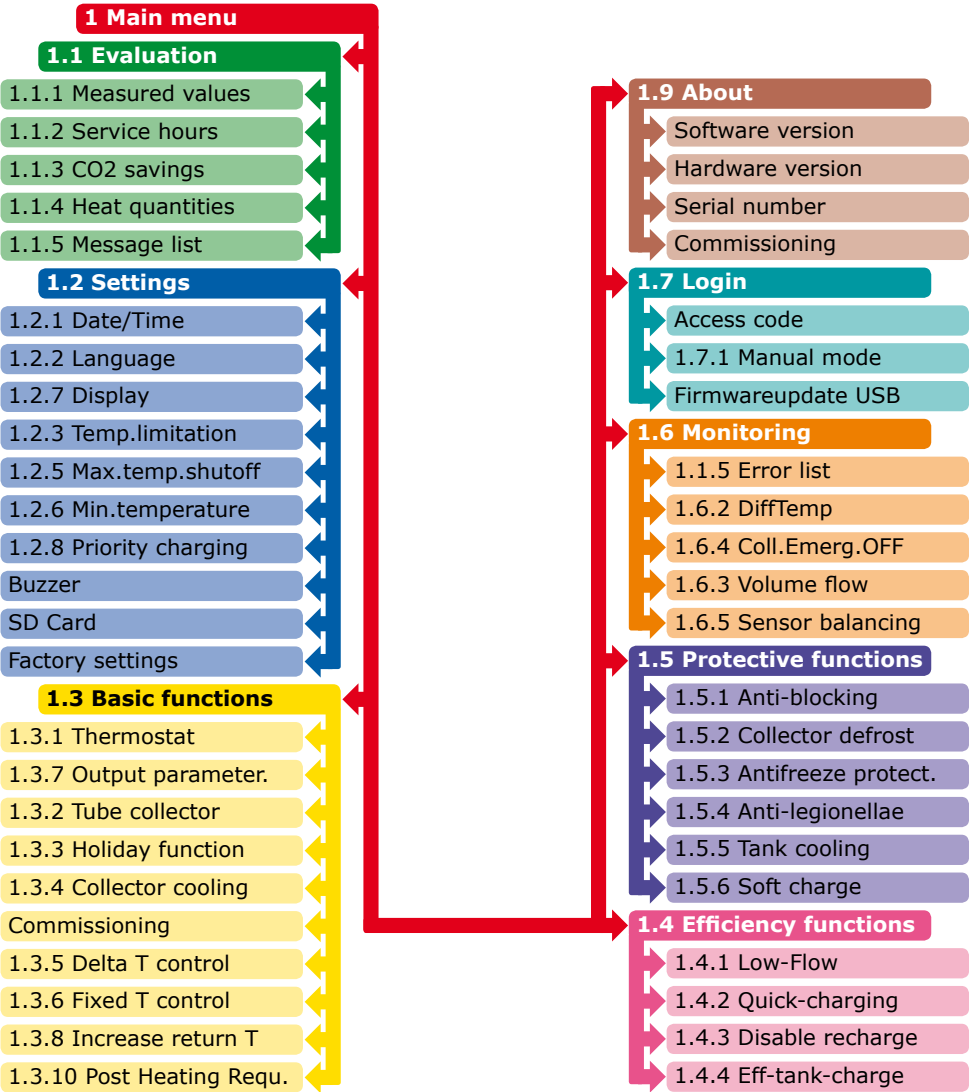 1 Main menu
1.1 Evaluation
1.1.1 Measured values
1.1.2 Service hours
1.1.3 CO2 savings
1.1.4 Heat quantities
1.1.5 Message list
1.2 Settings
1.2.1 Date/Time
1.2.2 Language
1.2.7 Display
1.2.3 Temp.limitation
1.2.5 Max.temp.shutoff
1.2.6 Min.temperature
1.2.8 Priority charging
Buzzer
SD Card
Factory settings
1.3 Basic functions
1.3.1 Thermostat
1.3.7 Output parameter.
1.3.2 Tube collector
1.3.3 Holiday function
1.3.4 Collector cooling
Commissioning
1.3.5 Delta T control
1.3.6 Fixed T control
1.3.8 Increase return T
1.3.10 Post Heating Requ.
1.9 About
Software version
Hardware version
Serial number
Commissioning
1.7 Login
Access code
1.7.1 Manual mode
Firmwareupdate USB
1.6 Monitoring
1.1.5 Error list
1.6.2 DiffTemp
1.6.4 Coll.Emerg.OFF
1.6.3 Volume flow
1.6.5 Sensor balancing
1.5 Protective functions
1.5.1 Anti-blocking
1.5.2 Collector defrost
1.5.3 Antifreeze protect.
1.5.4 Anti-legionellae
1.5.5 Tank cooling
1.5.6 Soft charge
1.4 Efficiency functions
1.4.1 Low-Flow
1.4.2 Quick-charging
1.4.3 Disable recharge
1.4.4 Eff-tank-charge